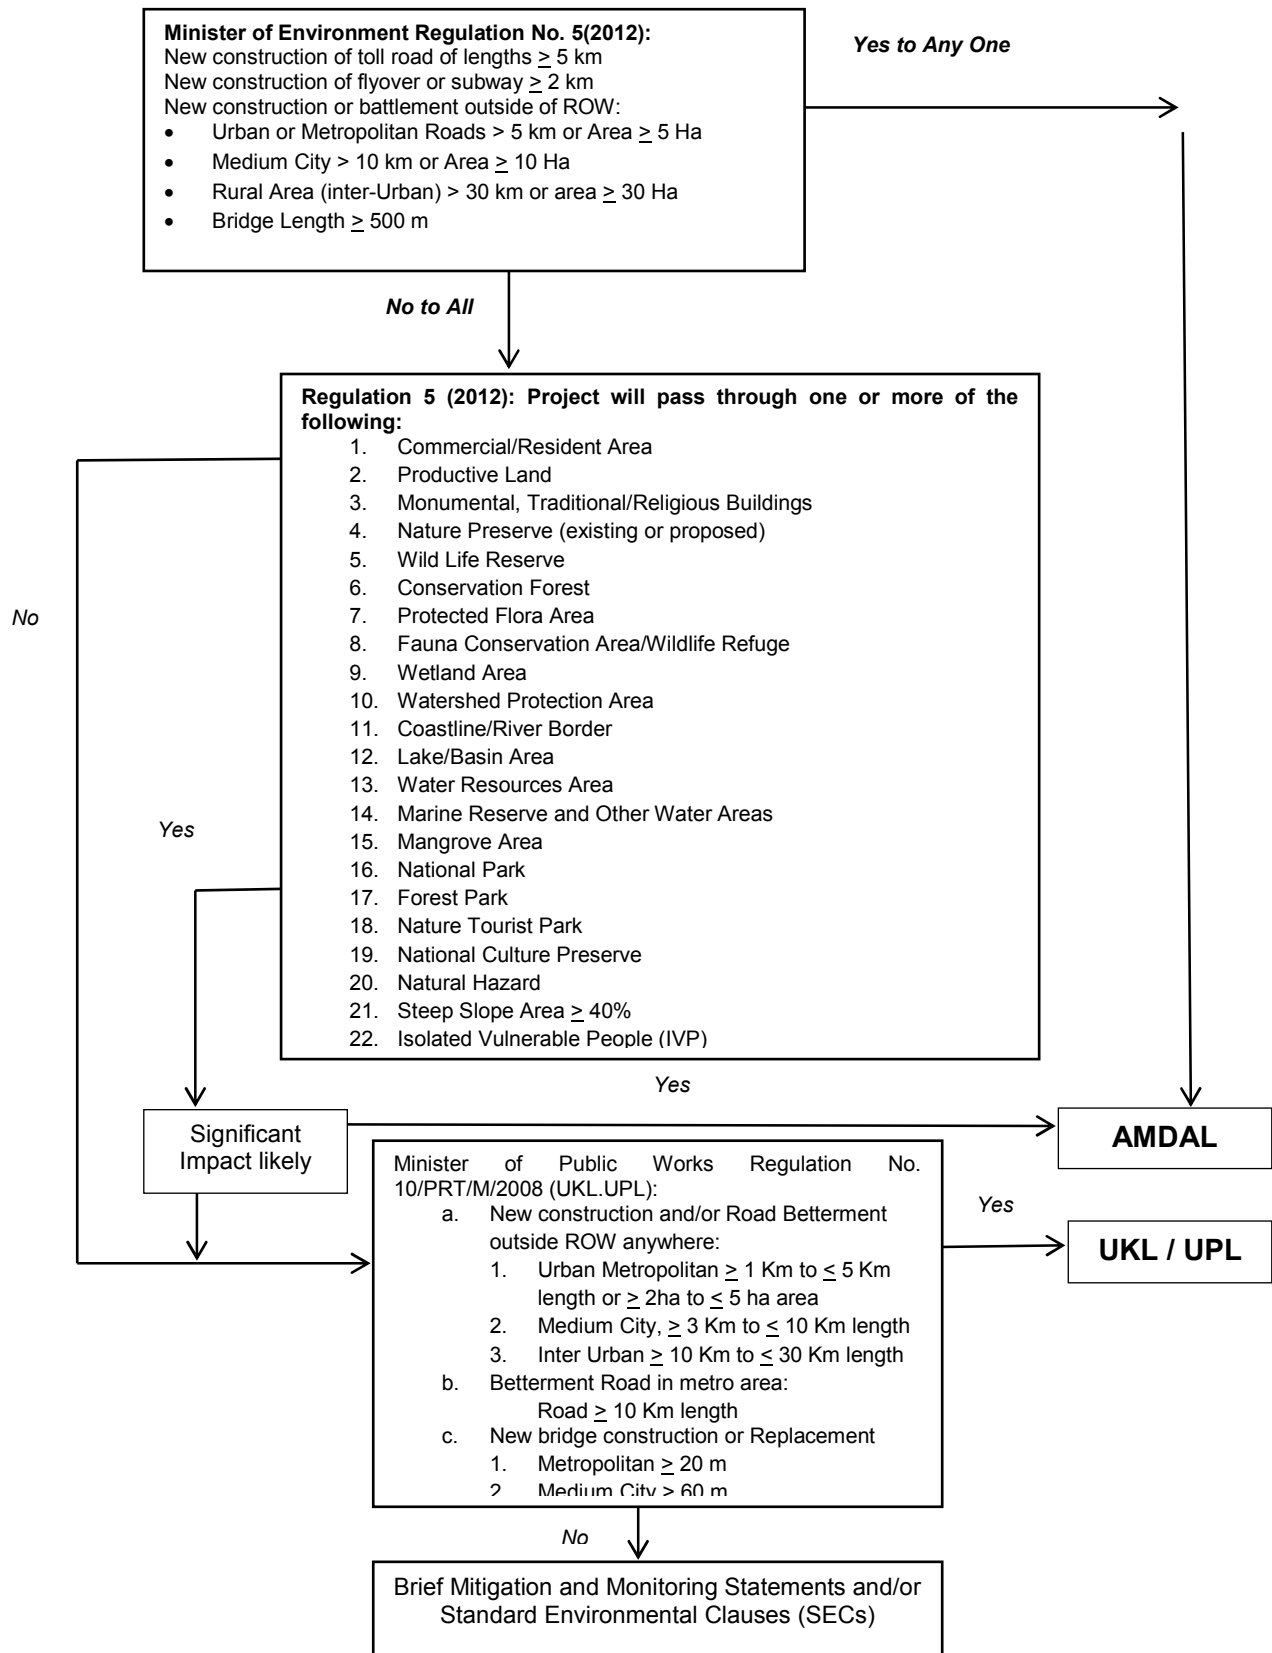 Minister of Environment Regulation No. 5(2012):
New construction of toll road of lengths ≥ 5 km
New construction of flyover or subway ≥ 2 km
New construction or battlement outside of ROW:
• Urban or Metropolitan Roads > 5 km or Area ≥ 5 Ha
• Medium City > 10 km or Area ≥ 10 Ha
• Rural Area (inter-Urban) > 30 km or area ≥ 30 Ha
• Bridge Length ≥ 500 m
Yes to Any One
No to All
Regulation 5 (2012): Project will pass through one or more of the
following:
1. Commercial/Resident Area
2. Productive Land
3. Monumental, Traditional/Religious Buildings
4. Nature Preserve (existing or proposed)
5. Wild Life Reserve
6. Conservation Forest
7. Protected Flora Area
8. Fauna Conservation Area/Wildlife Refuge
9. Wetland Area
10. Watershed Protection Area
11. Coastline/River Border
12. Lake/Basin Area
13. Water Resources Area
14. Marine Reserve and Other Water Areas
15. Mangrove Area
16. National Park
17. Forest Park
18. Nature Tourist Park
19. National Culture Preserve
20. Natural Hazard
21. Steep Slope Area ≥ 40%
22. Isolated Vulnerable People (IVP)
No
Yes
Yes
Significant
Impact likely
AMDAL
Minister of Public Works Regulation No.
10/PRT/M/2008 (UKL.UPL):
a. New construction and/or Road Betterment
outside ROW anywhere:
1. Urban Metropolitan ≥ 1 Km to ≤ 5 Km
length or ≥ 2ha to ≤ 5 ha area
2. Medium City, ≥ 3 Km to ≤ 10 Km length
3. Inter Urban ≥ 10 Km to ≤ 30 Km length
b. Betterment Road in metro area:
Road ≥ 10 Km length
c. New bridge construction or Replacement
1. Metropolitan ≥ 20 m
2. Medium City > 60 m
Yes
UKL / UPL
No
Brief Mitigation and Monitoring Statements and/or
Standard Environmental Clauses (SECs)